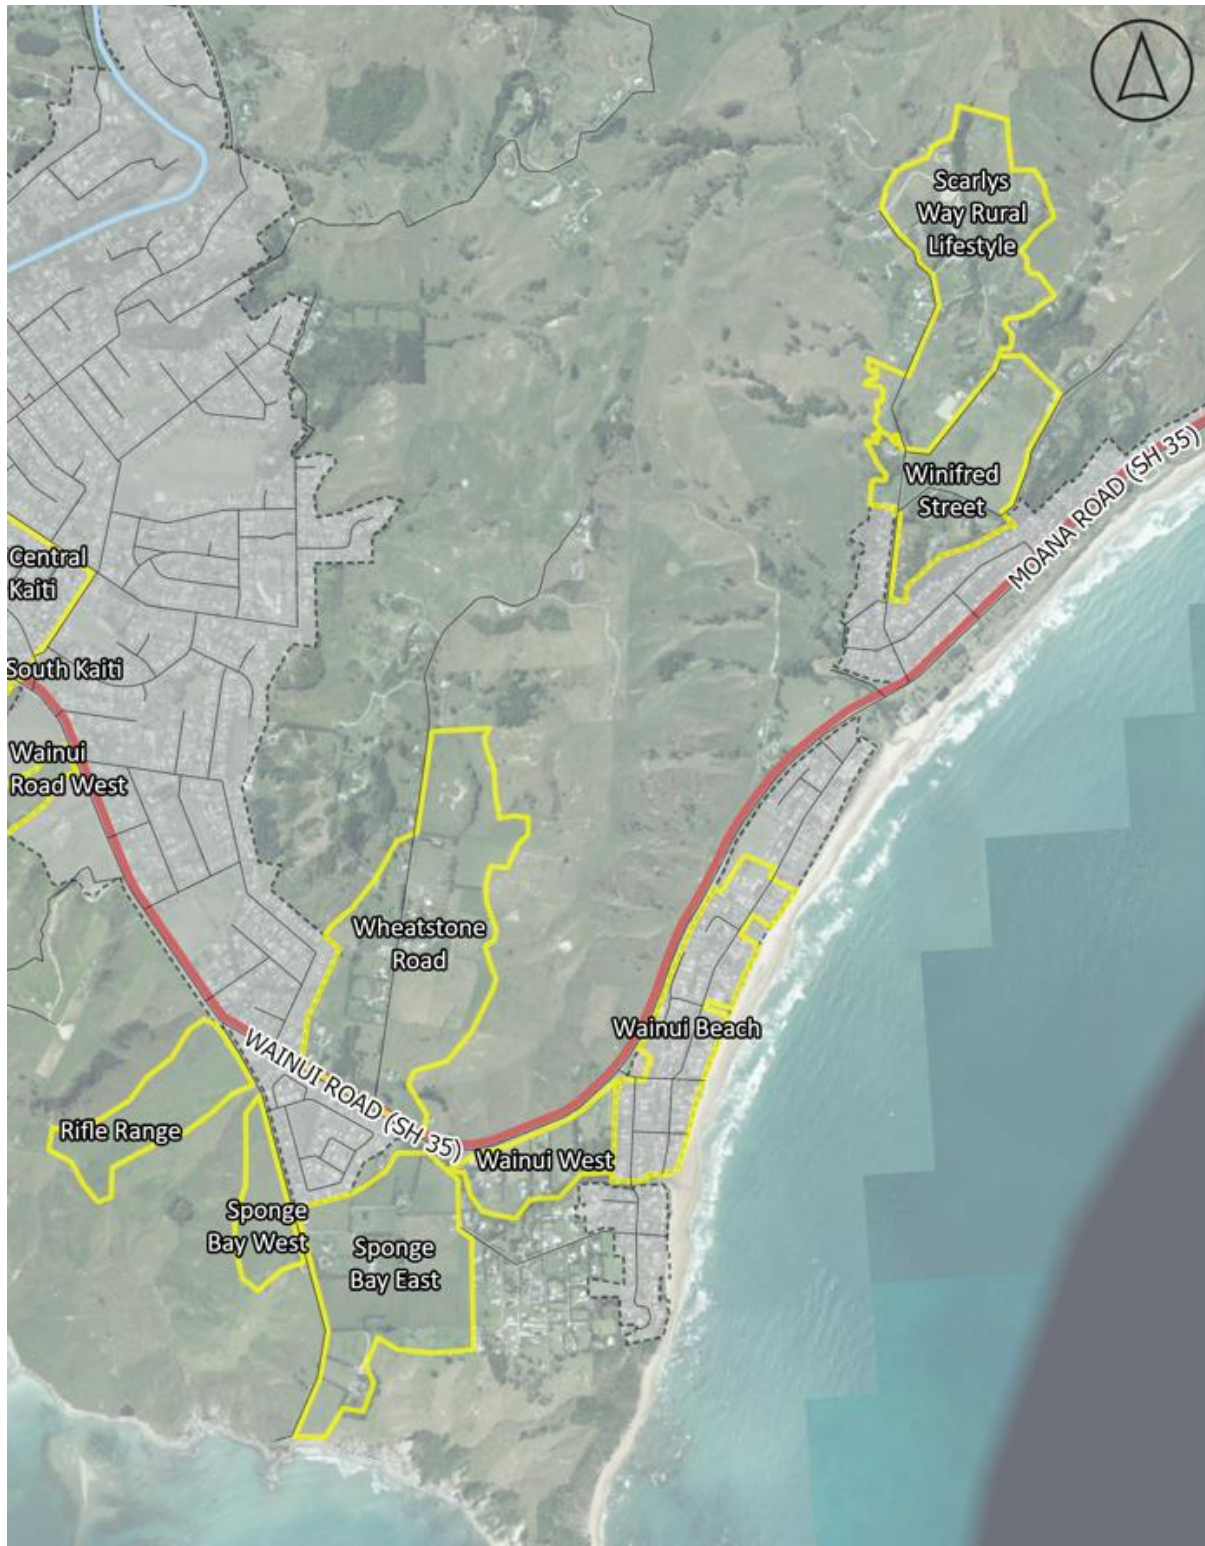 Scarlys
Way Rural
Lifestyle
MOANA ROAD (SH 35)
Winifred
Street
Central
Kaiti
South Kaiti
Wainui
Road West
Wheatstone
Road
Wainui Beach
WAINUI ROAD (SH 35)
Rifle Range
Wainui West
Sponge
Bay West
Sponge
Bay East